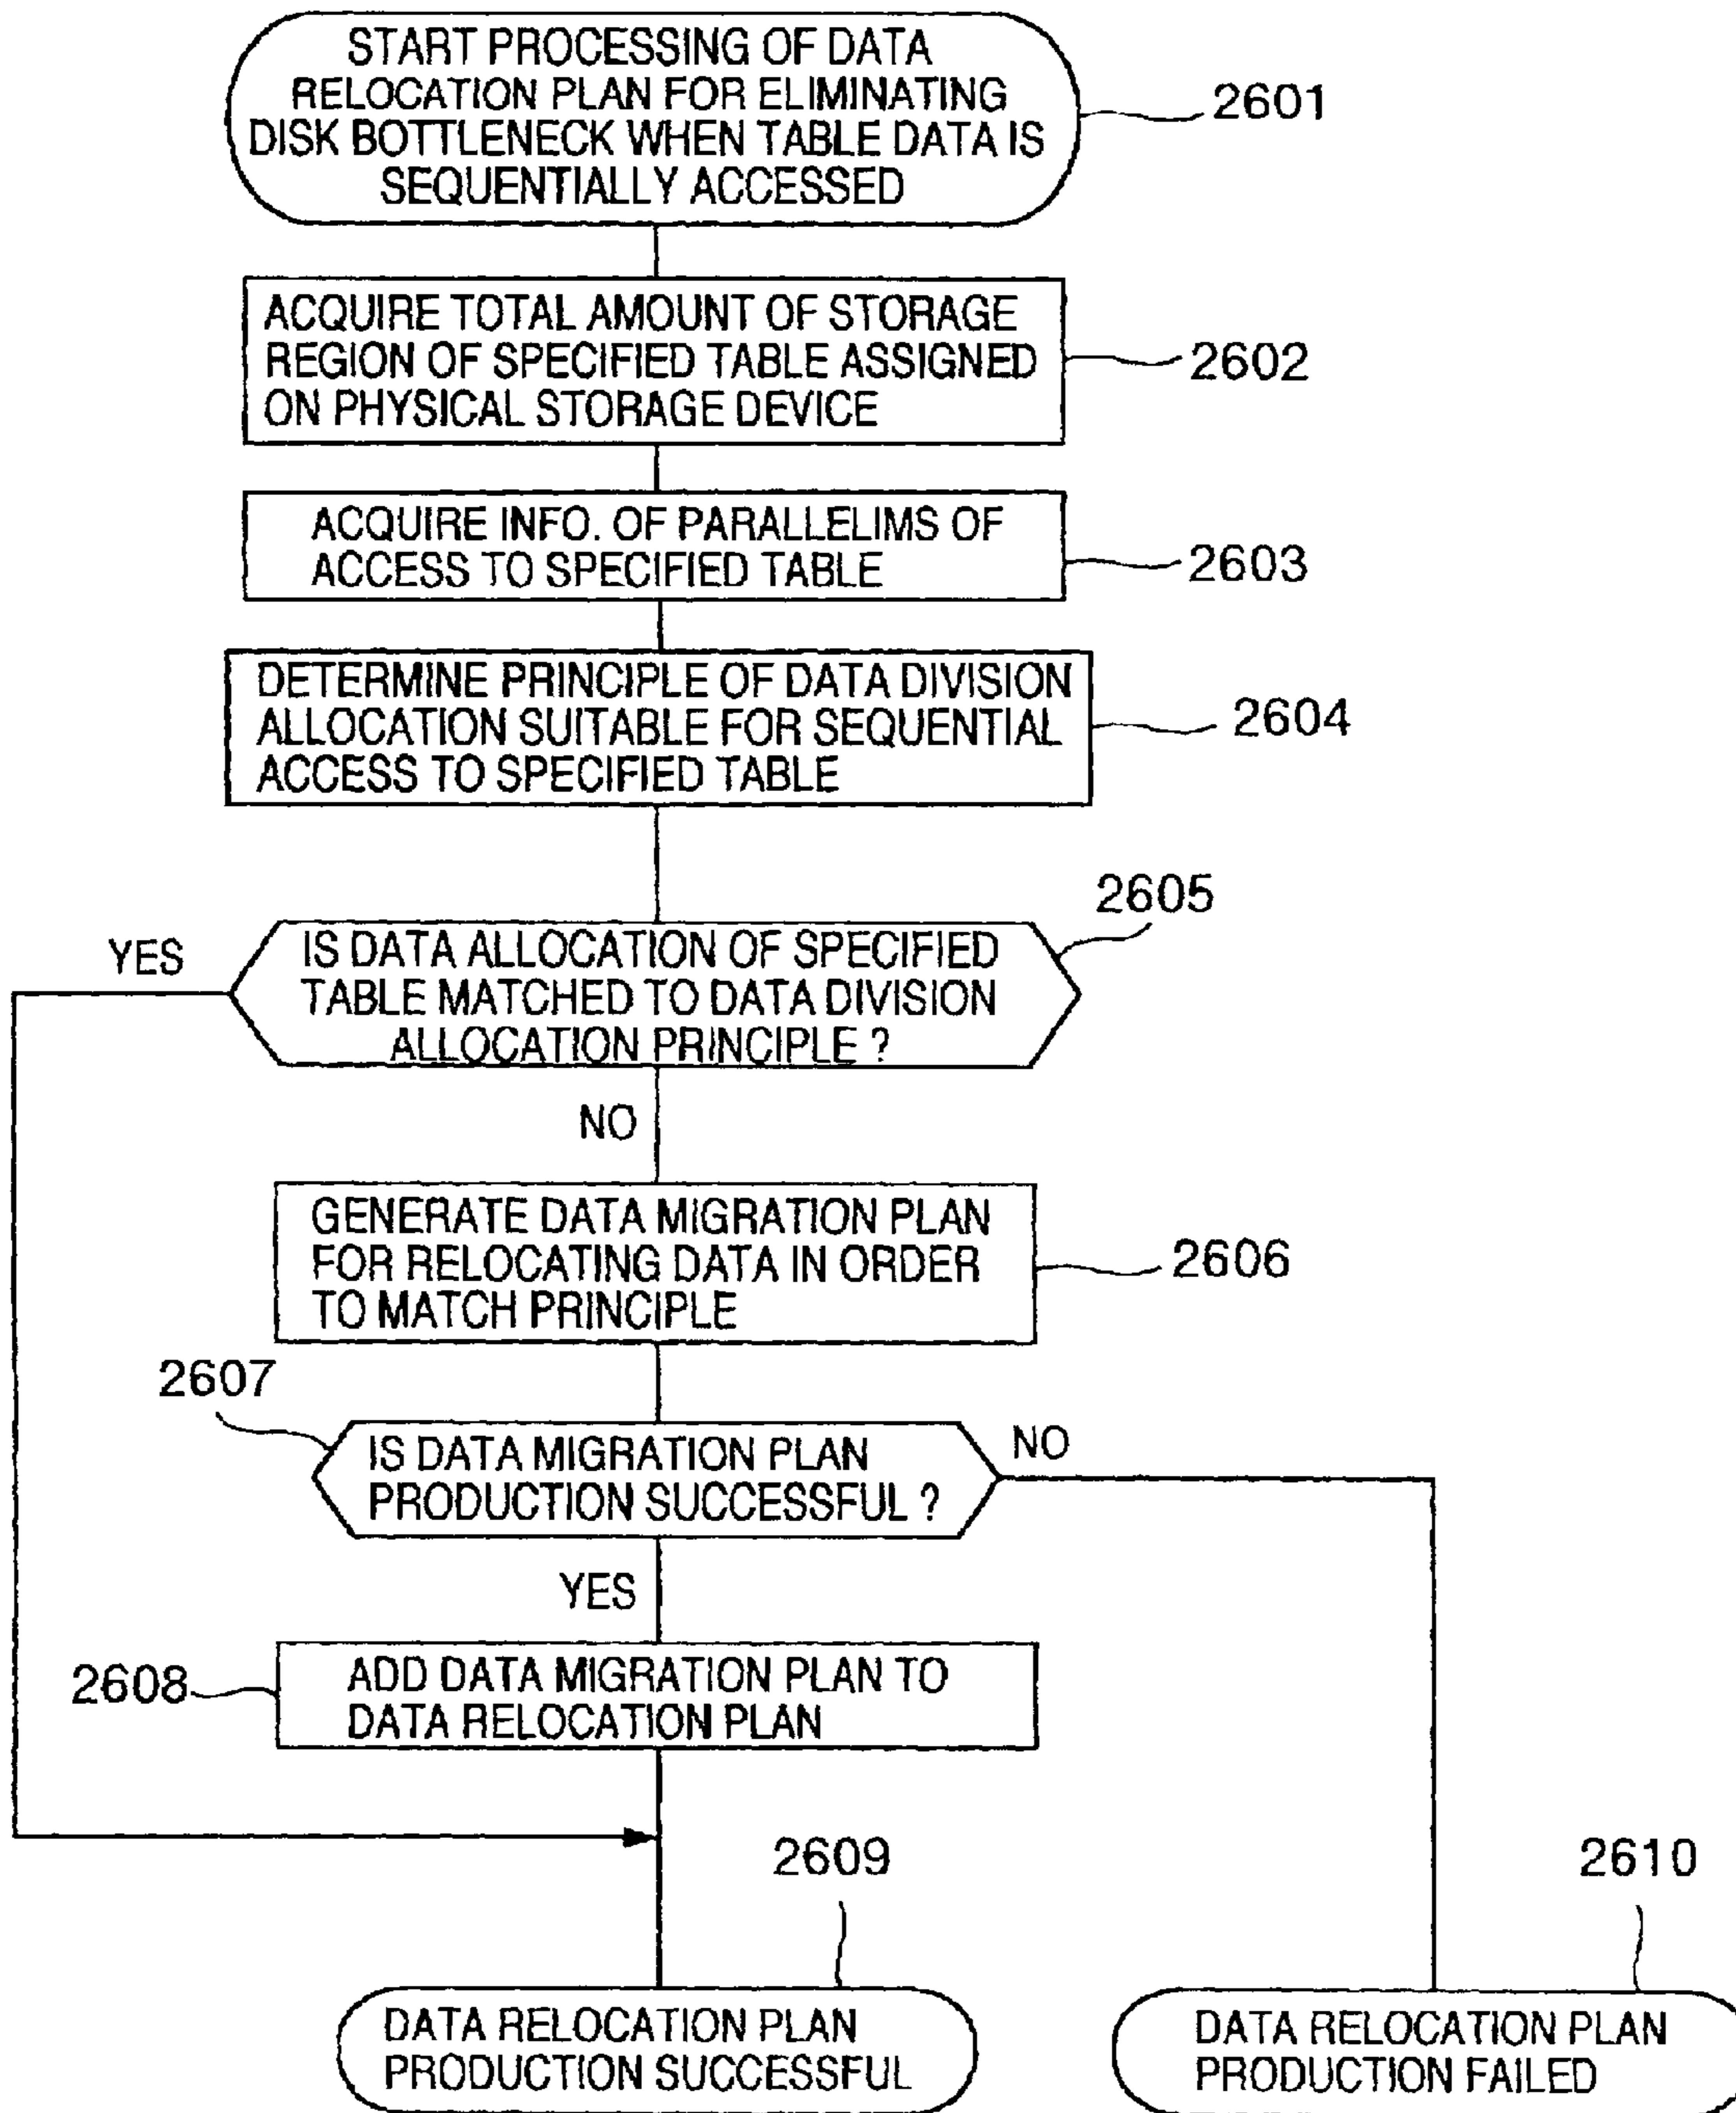 START PROCESSING OF DATA
RELOCATION PLAN FOR ELIMINATING
DISK BOTTLENECK WHEN TABLE DATA IS
SEQUENTIALLY ACCESSED
2601
ACQUIRE TOTAL AMOUNT OF STORAGE
REGION OF SPECIFIED TABLE ASSIGNED
ON PHYSICAL STORAGE DEVICE
2602
ACQUIRE INFO. OF PARALLELIMS OF
ACCESS TO SPECIFIED TABLE
2603
DETERMINE PRINCIPLE OF DATA DIVISION
ALLOCATION SUITABLE FOR SEQUENTIAL
ACCESS TO SPECIFIED TABLE
2604
2605
YES
IS DATA ALLOCATION OF SPECIFIED
TABLE MATCHED TO DATA DIVISION
ALLOCATION PRINCIPLE ?
NO
GENERATE DATA MIGRATION PLAN
FOR RELOCATING DATA IN ORDER
TO MATCH PRINCIPLE
2606
2607
IS DATA MIGRATION PLAN
PRODUCTION SUCCESSFUL ?
NO
YES
2608
ADD DATA MIGRATION PLAN TO
DATA RELOCATION PLAN
2609
2610
DATA RELOCATION PLAN
PRODUCTION SUCCESSFUL
DATA RELOCATION PLAN
PRODUCTION FAILED